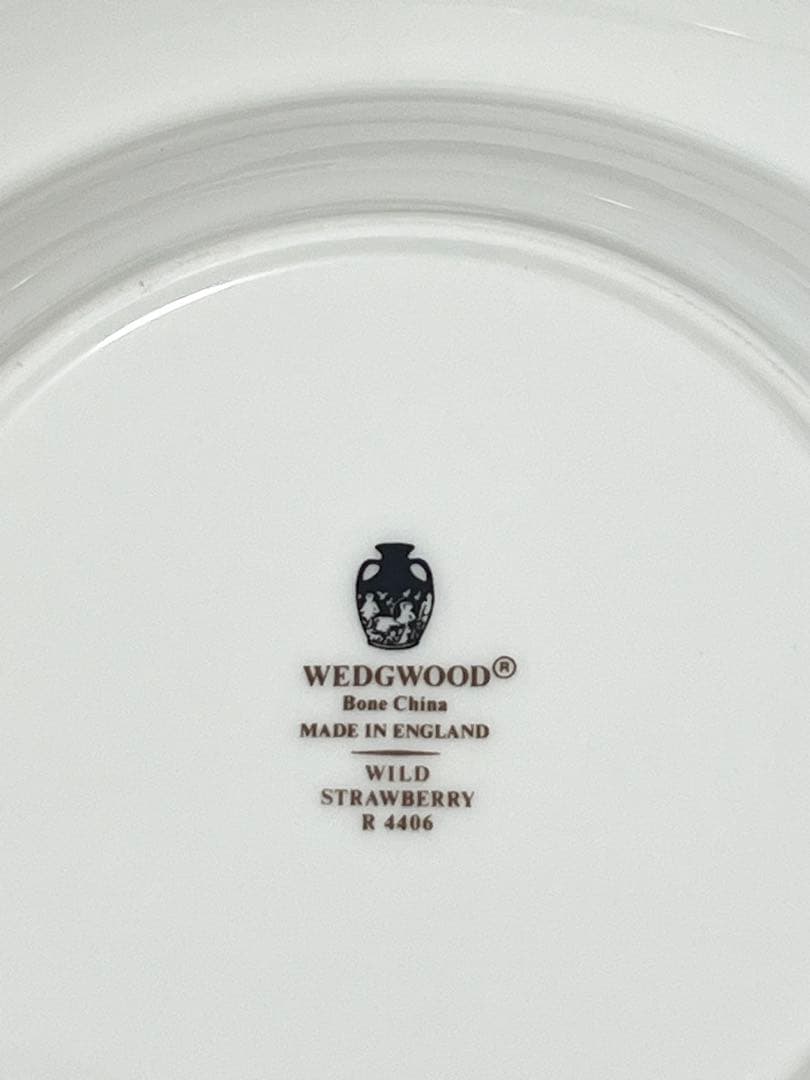 WEDGWOOD®
Bone China
MADE IN ENGLAND
WILD
STRAWBERRY
R 4406